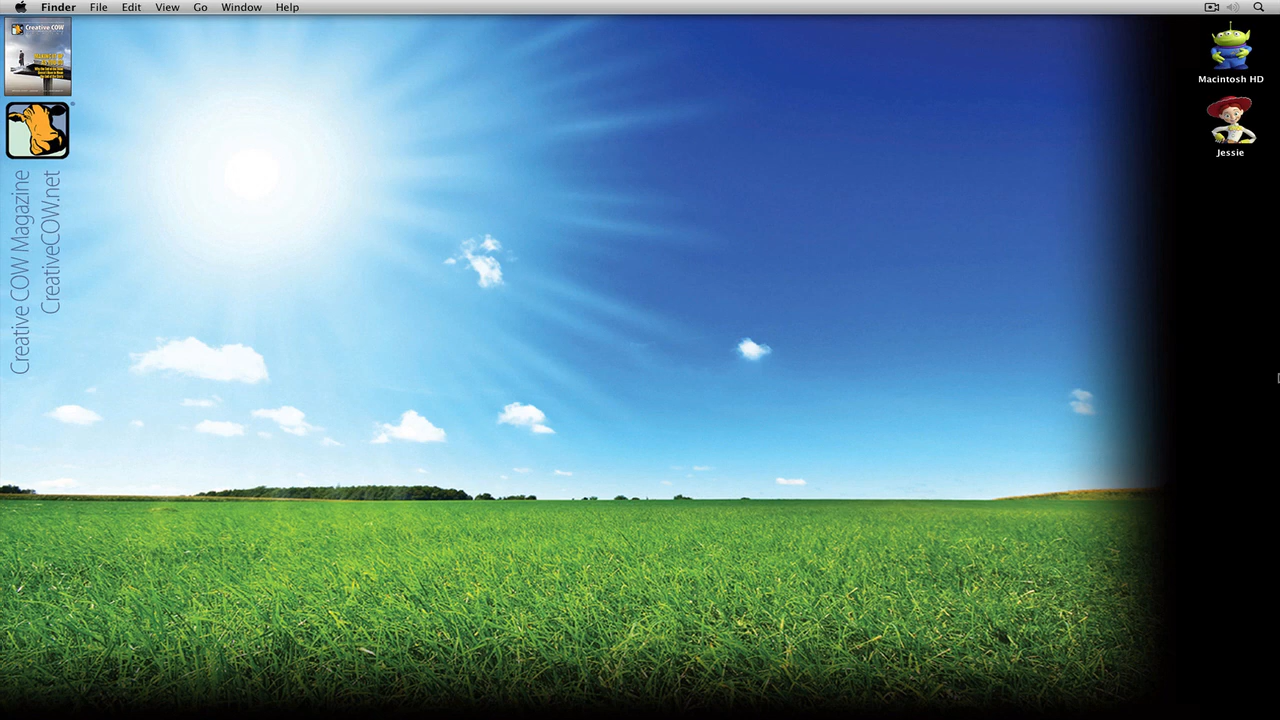 Finder File Edit View Go Window Help
Creative COW
Macintosh HD
Jessie
Creative COW Magazine
CreativeCOW.net